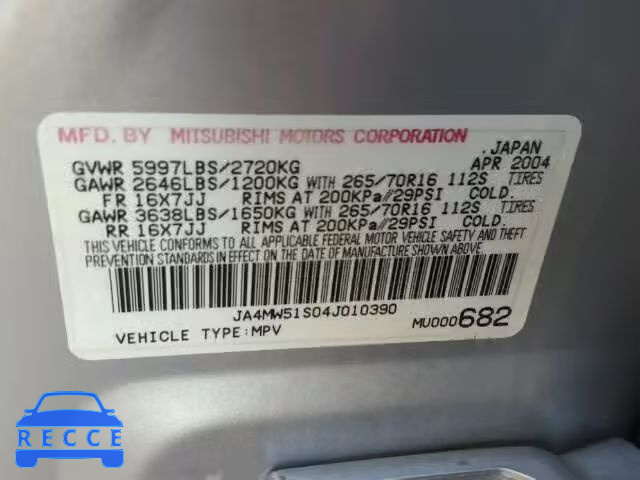 MFD. BY MITSUBISHI MOTORS CORPORATION
JAPAN
GVWR 5997LBS/2720KG APR 2004
GAWR 2646LBS/1200KG WITH 265/70R16 112S TIRES
FR 16X7JJ RIMS AT 200KPa//29PSI COLD.
GAWR 3638LBS/1650KG WITH 265/70R16 112S TIRES
RR 16X7JJ RIMS AT 200KPa//29PSI COLD.
THIS VEHICLE CONFORMS TO ALL APPLICABLE FEDERAL MOTOR VEHICLE SAFETY AND THEFT
PREVENTION STANDARDS IN EFFECT ON THE DATE OF MANUFACTURE SHOWN ABOVE.
JA4MW51S04J010390
VEHICLE TYPE:MPV MU000682
RECCE